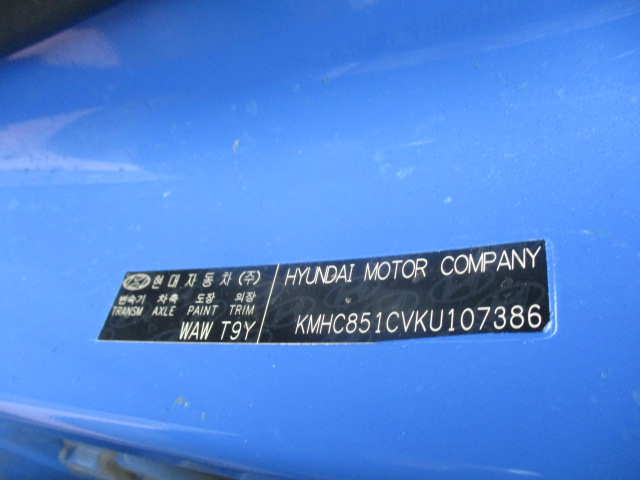 현대자동차(주)
변속기 차축 도장 의장
TRANSM AXLE PAINT TRIM
WAW T9Y
HYUNDAI MOTOR COMPANY
KMHC851CVKU107386